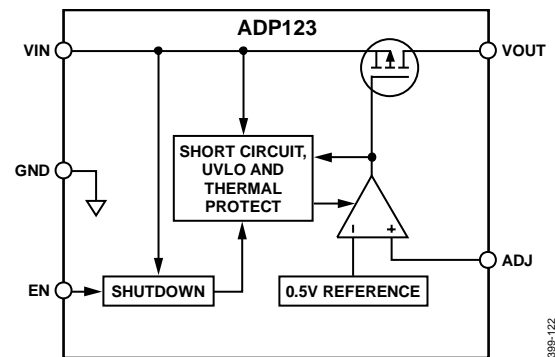 ADP123
VIN
VOUT
SHORT CIRCUIT,
UVLO AND
THERMAL
PROTECT
GND
ADJ
EN
SHUTDOWN
0.5V REFERENCE
399-122